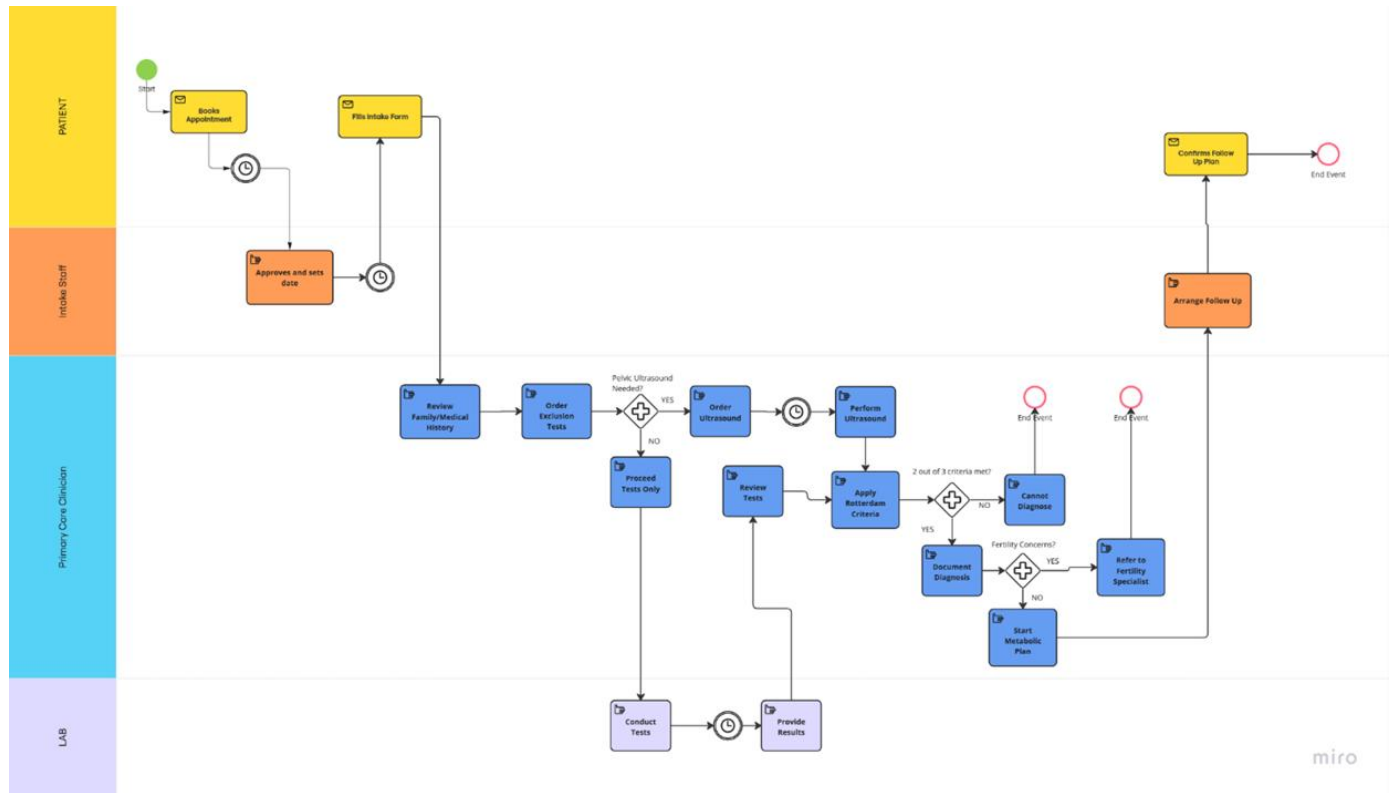 PATIENT
Start
Books
Appointment
Fills Intake Form
Confirms Follow
Up Plan
End Event
Intake Staff
Approves and sets
date
Arrange Follow Up
Primary Care Clinician
Review
Family/Medical
History
Order
Exclusion
Tests
Pelvic Ultrasound
Needed?
YES
NO
Order
Ultrasound
Perform
Ultrasound
Proceed
Tests Only
Review
Tests
Apply
Rotterdam
Criteria
2 out of 3 criteria met?
NO
YES
Cannot
Diagnose
End Event
End Event
Document
Diagnosis
Fertility Concerns?
YES
NO
Refer to
Fertility
Specialist
Start
Metabolic
Plan
LAB
Conduct
Tests
Provide
Results
miro